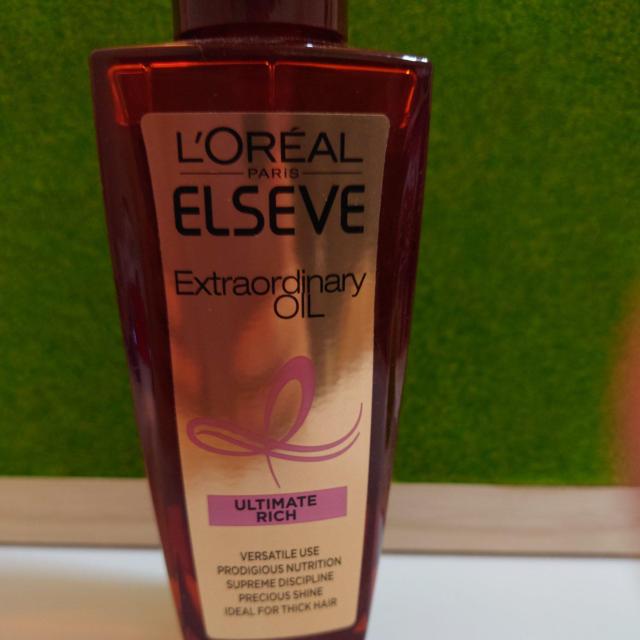 L'ORÉAL
PARIS
ELSEVE
Extraordinary
OIL
ULTIMATE
RICH
VERSATILE USE
PRODIGIOUS NUTRITION
SUPREME DISCIPLINE
PRECIOUS SHINE
IDEAL FOR THICK HAIR